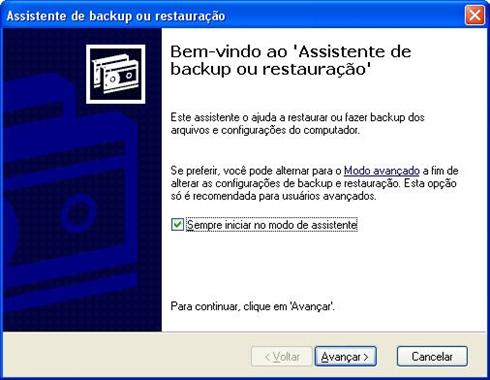 Assistente de backup ou restauração
Bem-vindo ao 'Assistente de
backup ou restauração'
Este assistente o ajuda a restaurar ou fazer backup dos
arquivos e configurações do computador.
Se preferir, você pode alternar para o Modo avançado a fim de
alterar as configurações de backup e restauração. Esta opção
só é recomendada para usuários avançados.
Sempre iniciar no modo de assistente
Para continuar, clique em 'Avançar'.
< Voltar
Avançar >
Cancelar